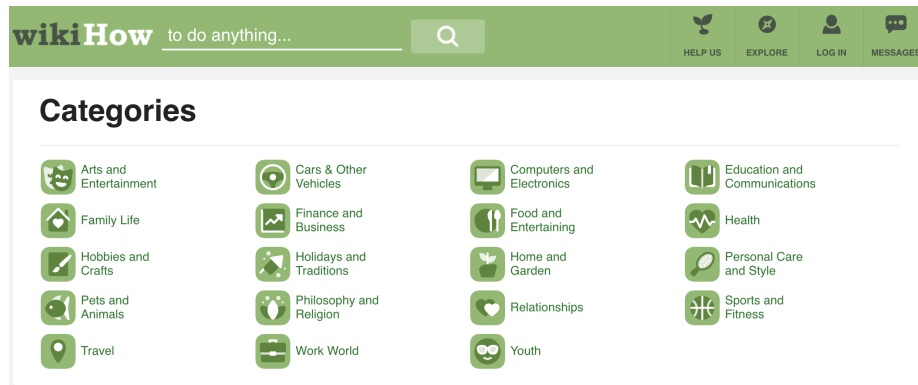 wikiHow to do anything...
HELP US
EXPLORE
LOG IN
MESSAGES
Categories
Arts and
Entertainment
Cars & Other
Vehicles
Computers and
Electronics
Education and
Communications
Family Life
Finance and
Business
Food and
Entertaining
Health
Hobbies and
Crafts
Holidays and
Traditions
Home and
Garden
Personal Care
and Style
Pets and
Animals
Philosophy and
Religion
Relationships
Sports and
Fitness
Travel
Work World
Youth